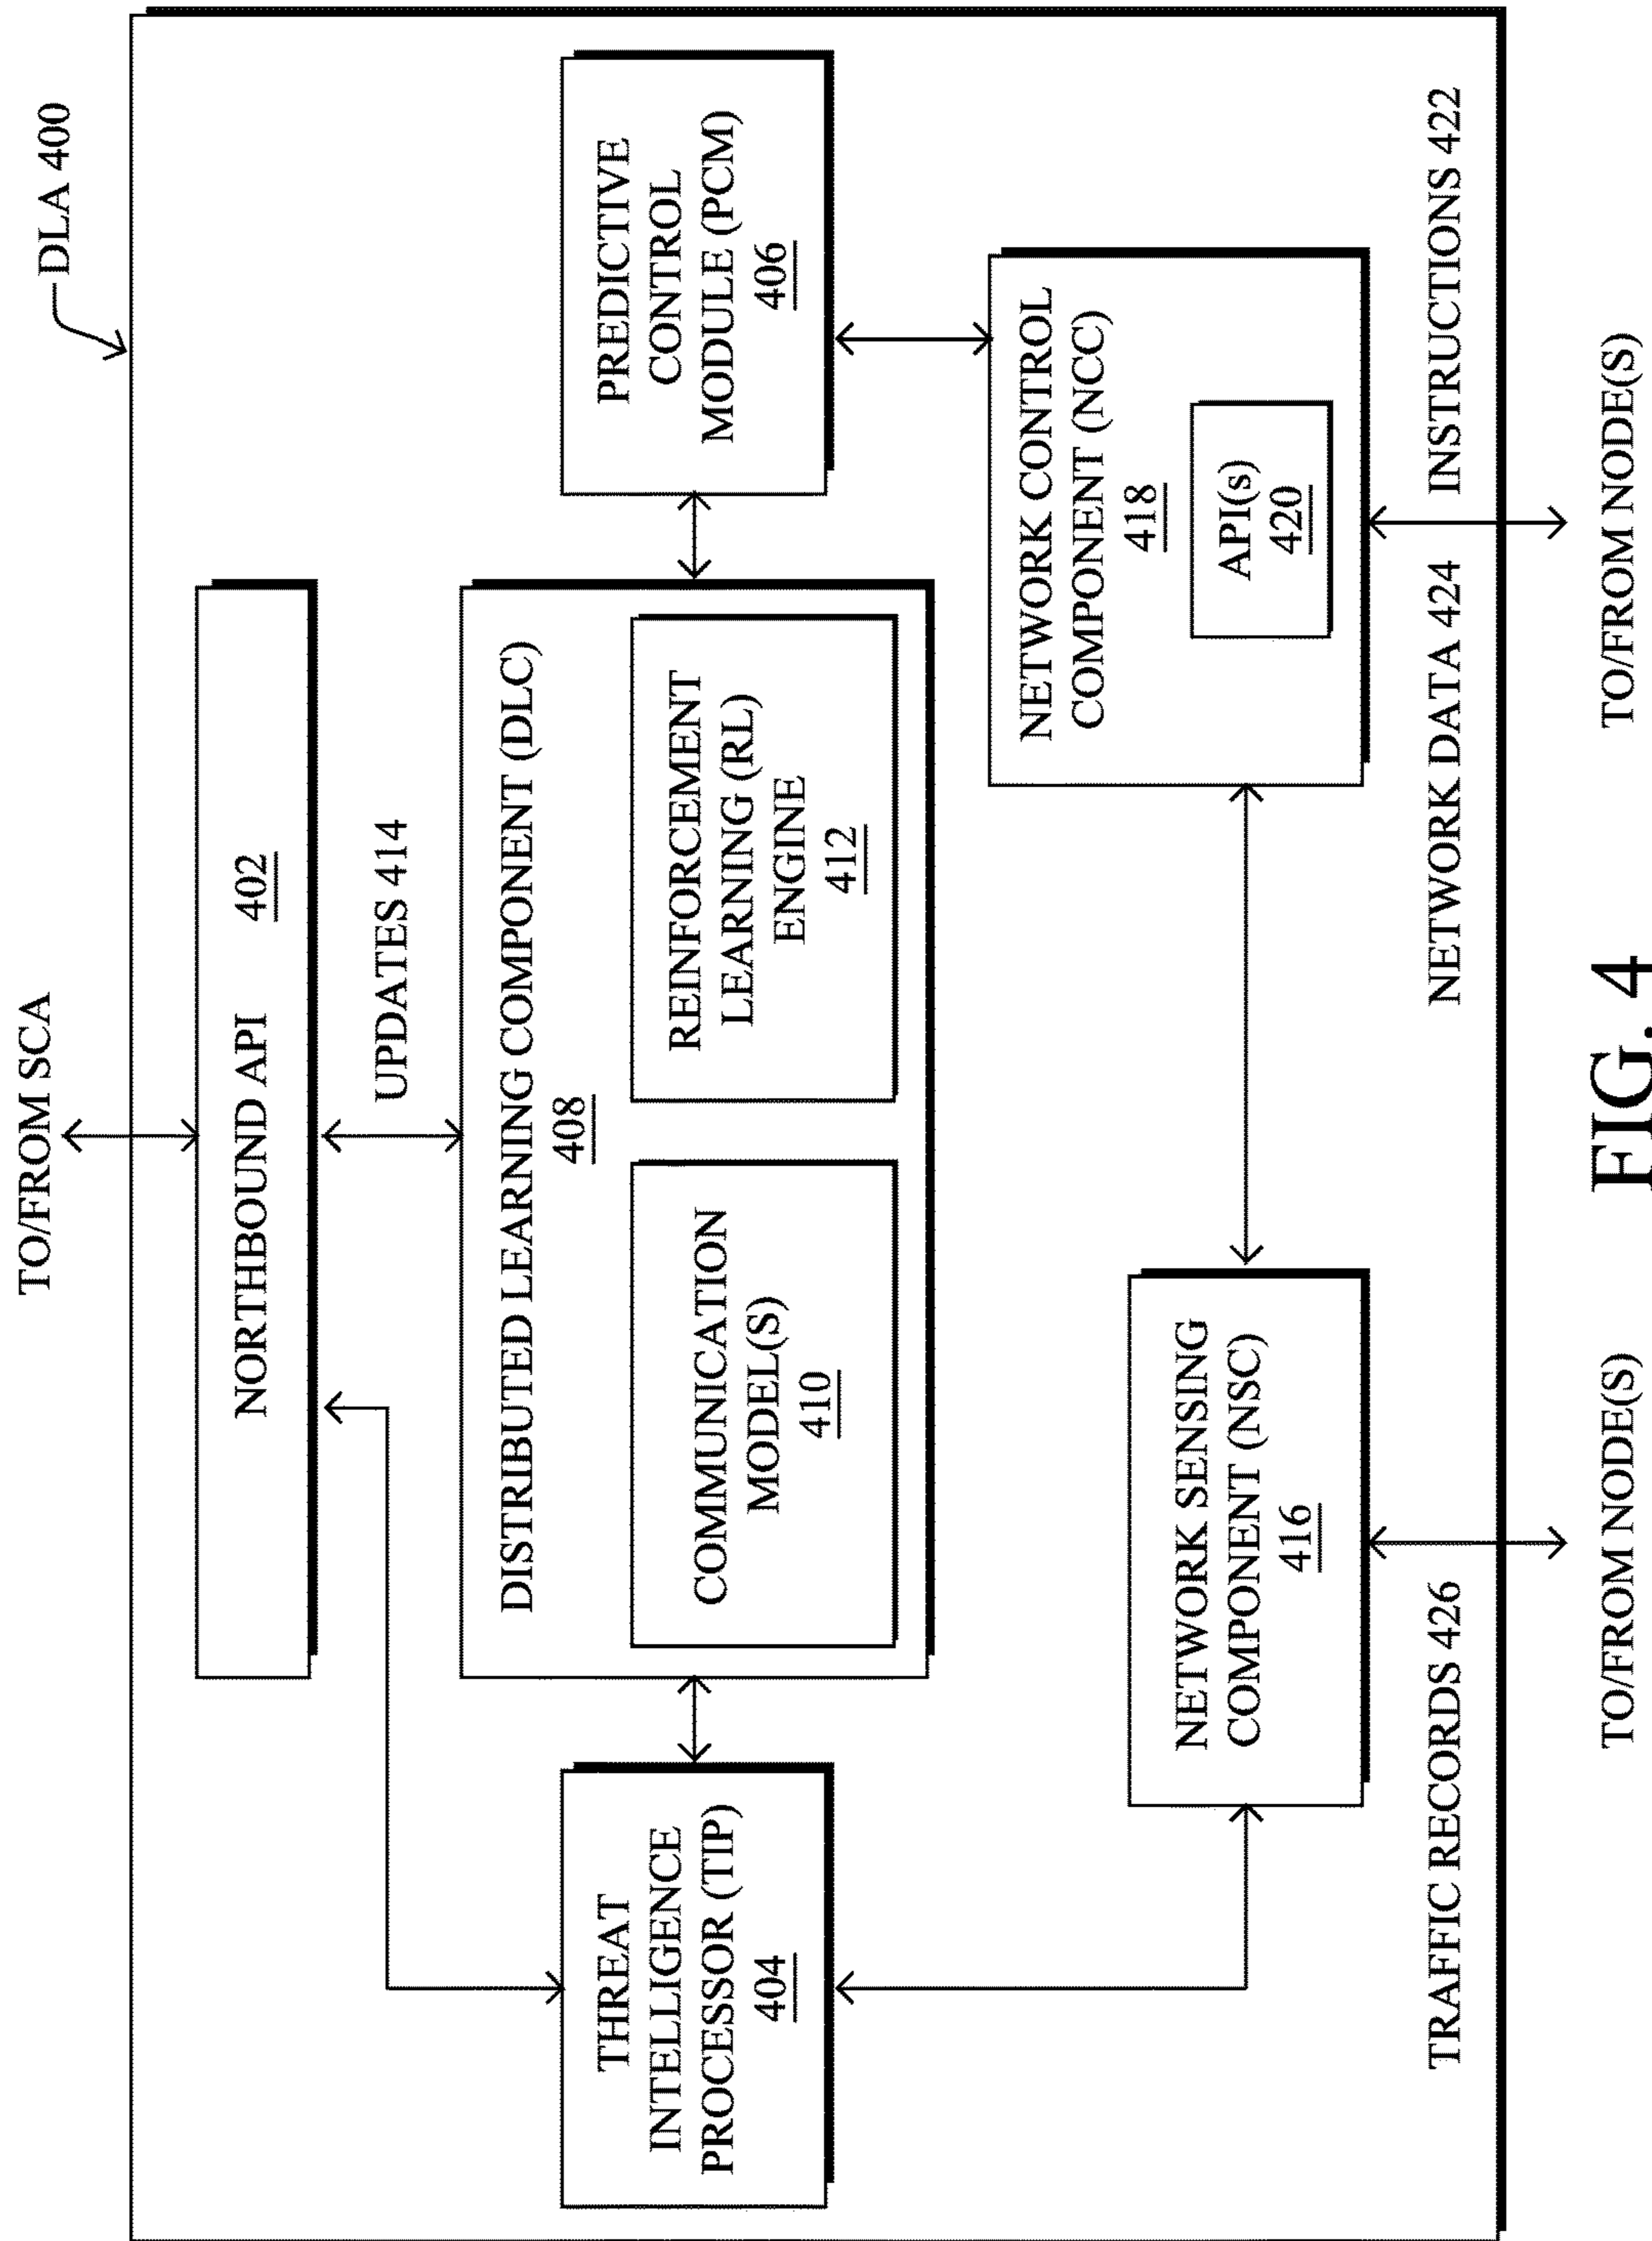 DLA 400
TO/FROM SCA
NORTHBOUND API 402
UPDATES 414
THREAT
INTELLIGENCE
PROCESSOR (TIP)
404
DISTRIBUTED LEARNING COMPONENT (DLC)
408
COMMUNICATION
MODEL(S)
410
REINFORCEMENT
LEARNING (RL)
ENGINE
412
PREDICTIVE
CONTROL
MODULE (PCM)
406
NETWORK SENSING
COMPONENT (NSC)
416
NETWORK CONTROL
COMPONENT (NCC)
418
API(s)
420
TRAFFIC RECORDS 426
NETWORK DATA 424
INSTRUCTIONS 422
TO/FROM NODE(S)
TO/FROM NODE(S)
FIG. 4